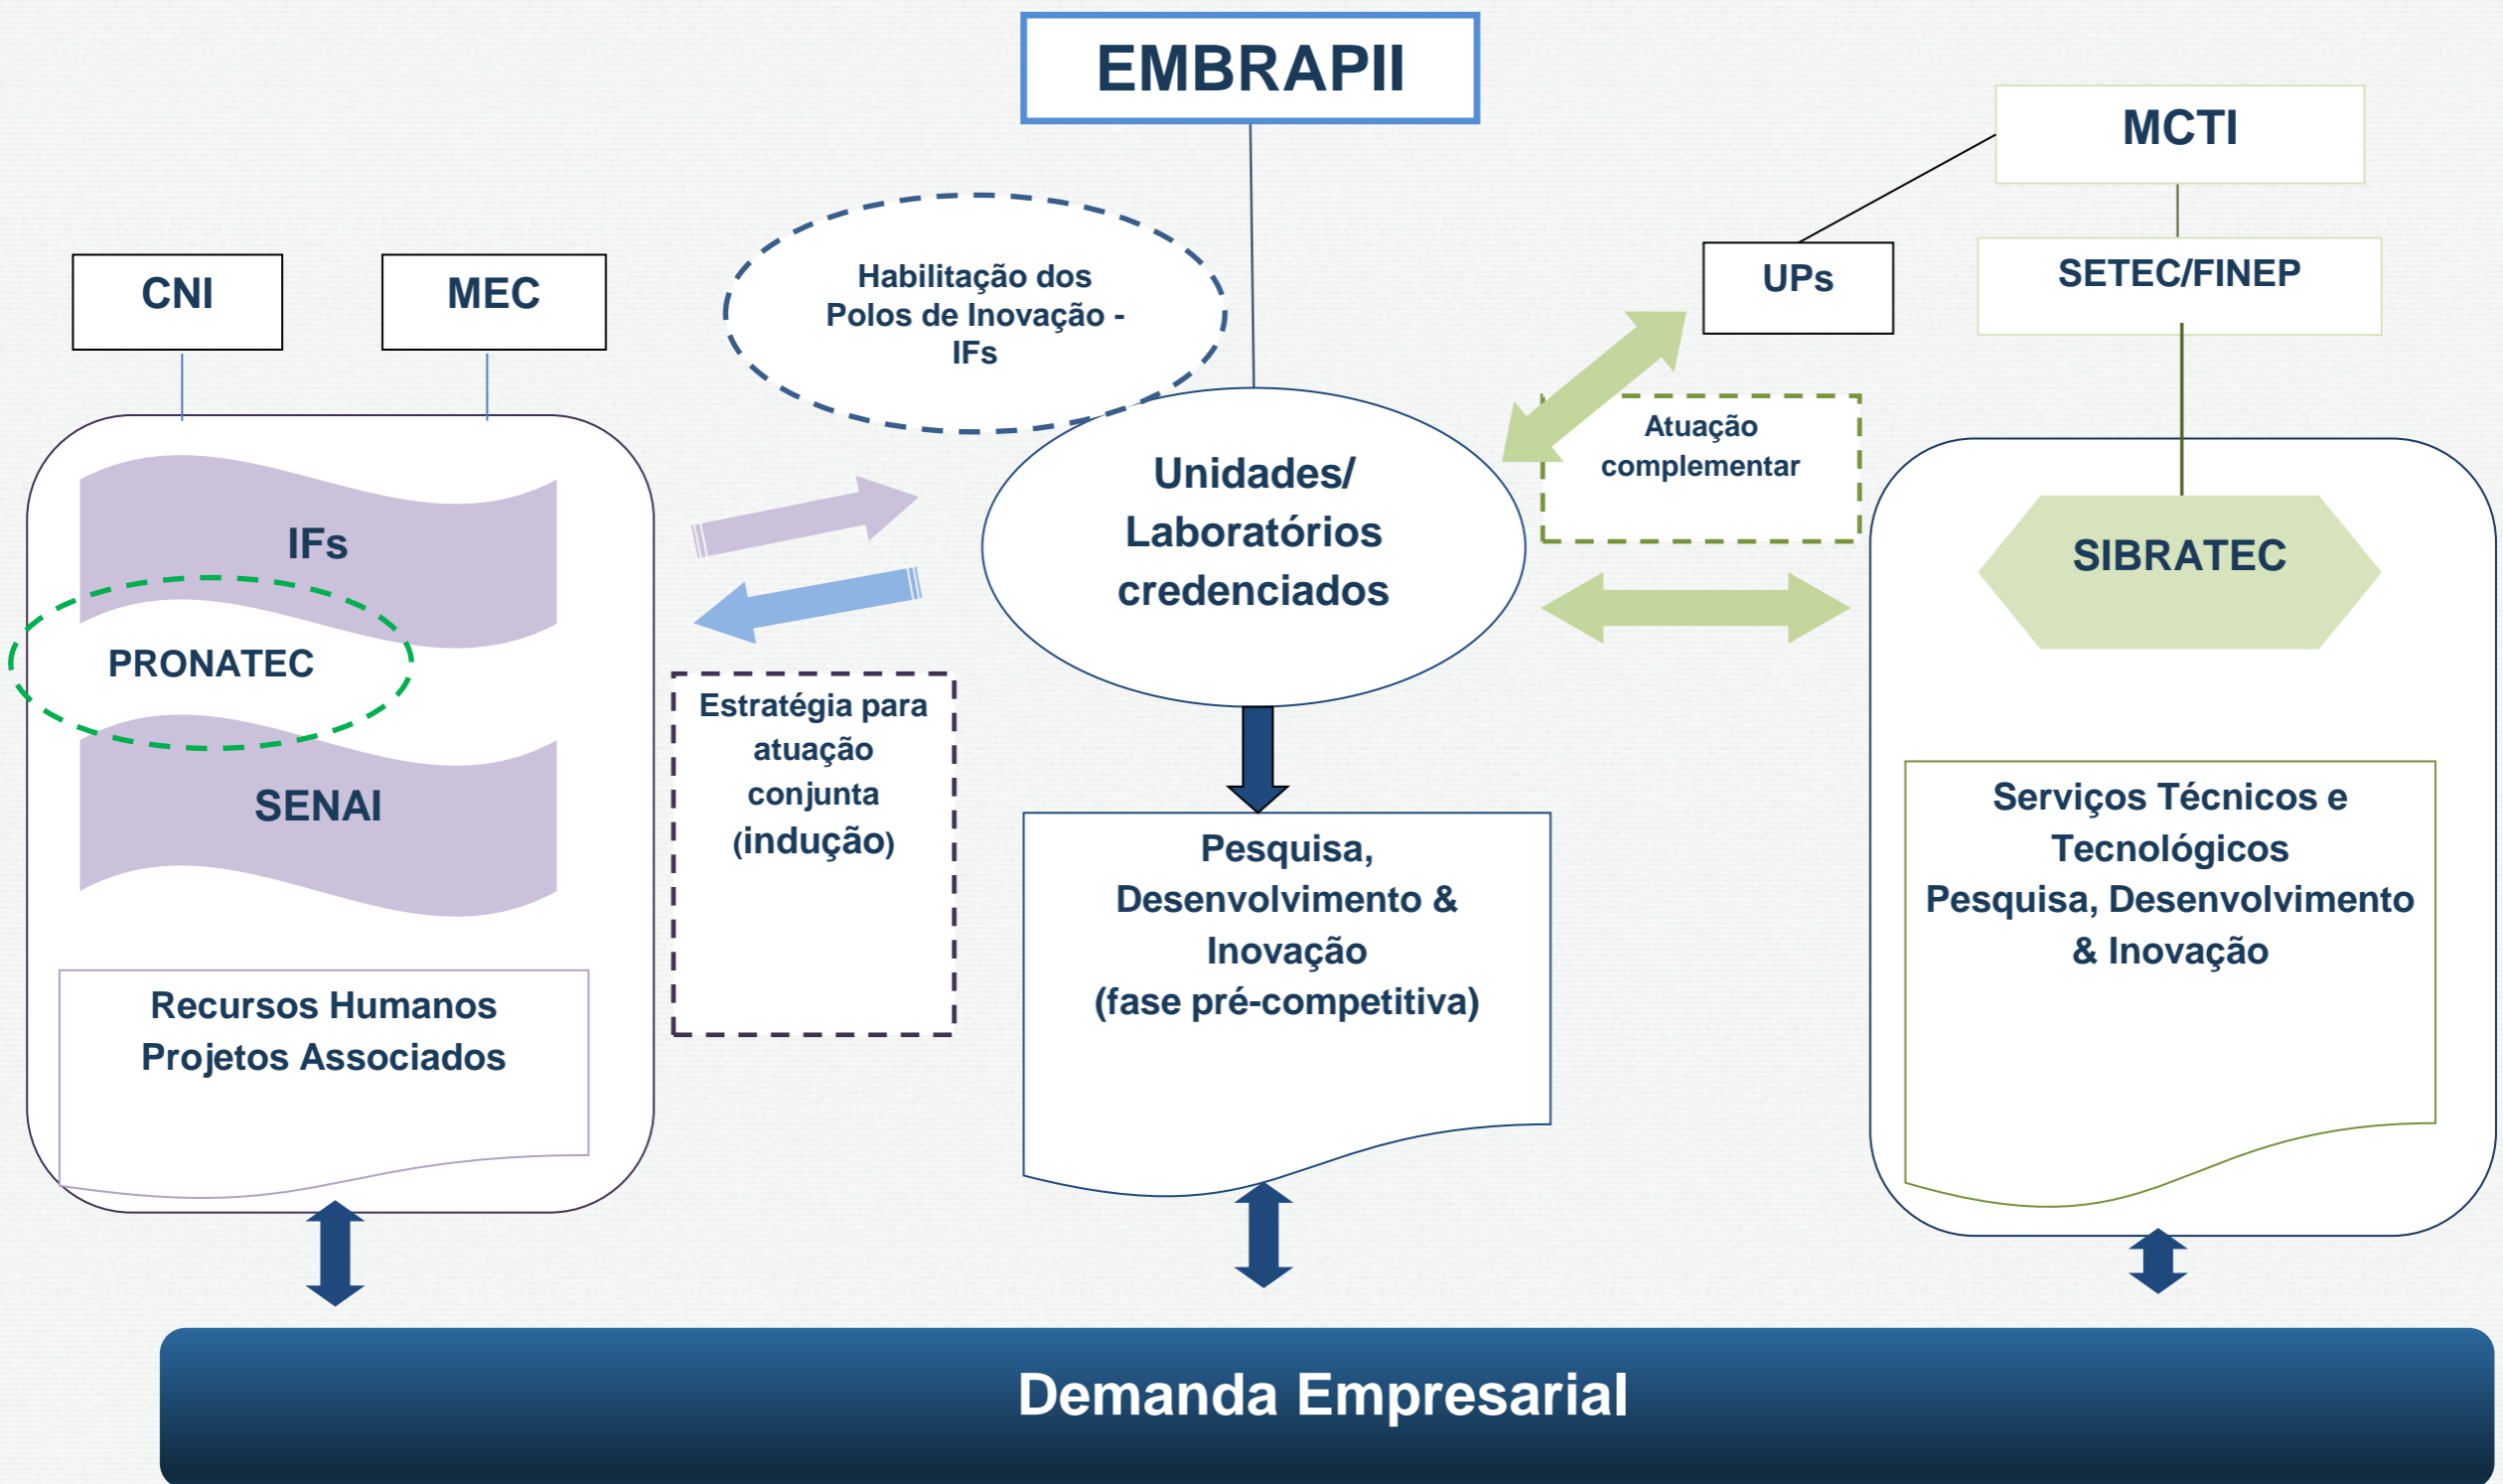 EMBRAPII
MCTI
CNI
MEC
Habilitação dos
Polos de Inovação -
IFs
UPs
SETEC/FINEP
IFs
PRONATEC
SENAI
Recursos Humanos
Projetos Associados
Estratégia para
atuação
conjunta
(indução)
Unidades/
Laboratórios
credenciados
Pesquisa,
Desenvolvimento &
Inovação
(fase pré-competitiva)
Atuação
complementar
SIBRATEC
Serviços Técnicos e
Tecnológicos
Pesquisa, Desenvolvimento
& Inovação
Demanda Empresarial